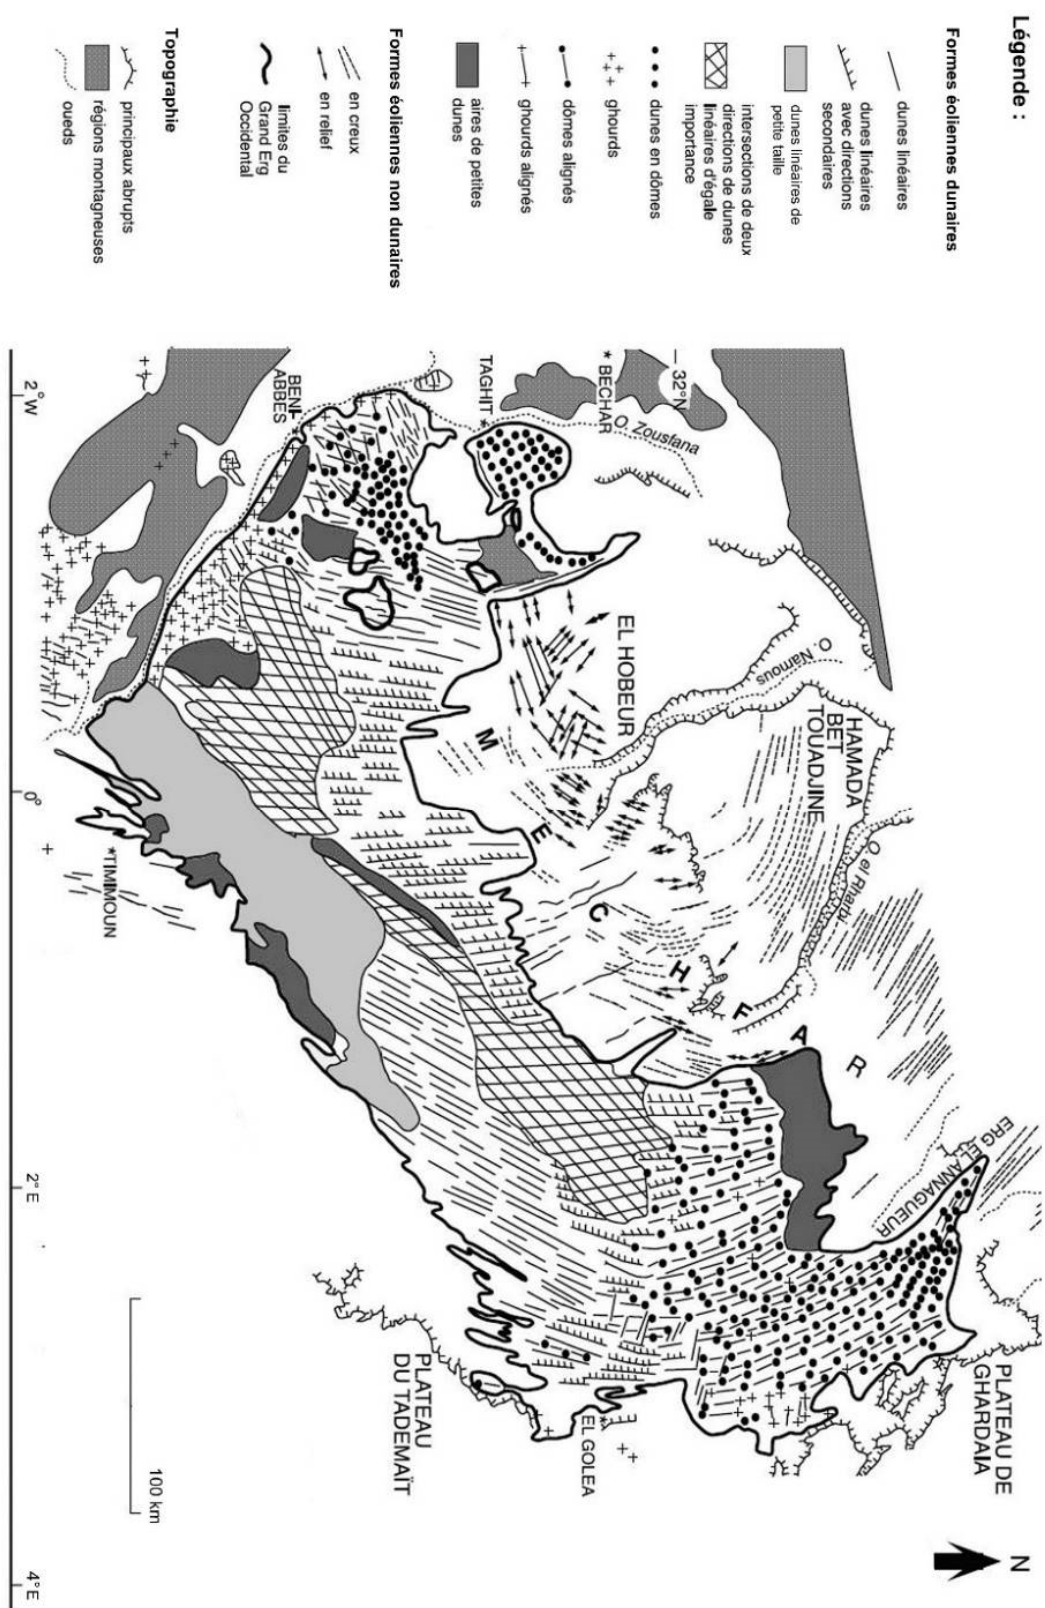 Légende :
Formes éoliennes dunaires
dunes linéaires
dunes linéaires
avec directions
secondaires
dunes linéaires de
petite taille
intersections de deux
directions de dunes
linéaires d'égale
importance
dunes en dômes
ghourds
dômes alignés
ghourds alignés
aires de petites
dunes
Formes éoliennes non dunaires
en creux
en relief
limites du
Grand Erg
Occidental
Topographie
principaux abrupts
régions montagneuses
oueds
N
PLATEAU DE
GHARDAIA
ERG EL ANNAGUEUR
HAMADA
BET
TOUADJINE
O. Namous
O. el Rharbi
32°N
O. Zousfana
* BECHAR
EL HOBEUR
M E C H F A R
TAGHIT *
BENI-
ABBES
*TIMIMOUN
EL GOLEA
PLATEAU
DU TADEMAÏT
100 km
2°W
0°
2°E
4°E